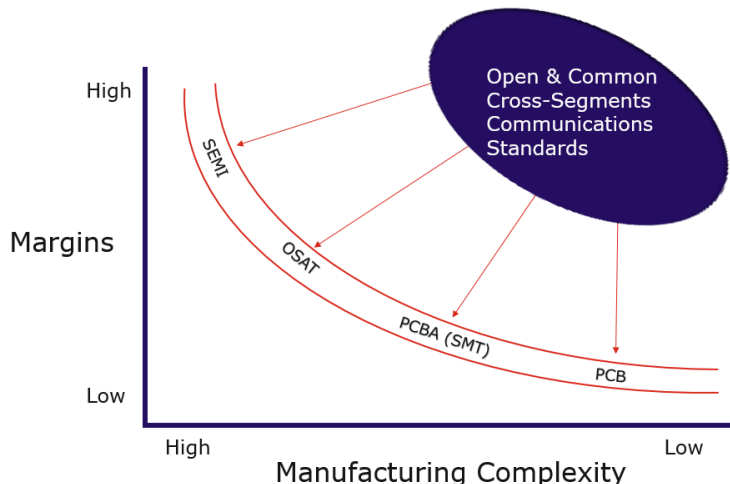 Open & Common
Cross-Segments
Communications
Standards
High
SEMI
Margins
OSAT
PCBA (SMT)
PCB
Low
High
Low
Manufacturing Complexity